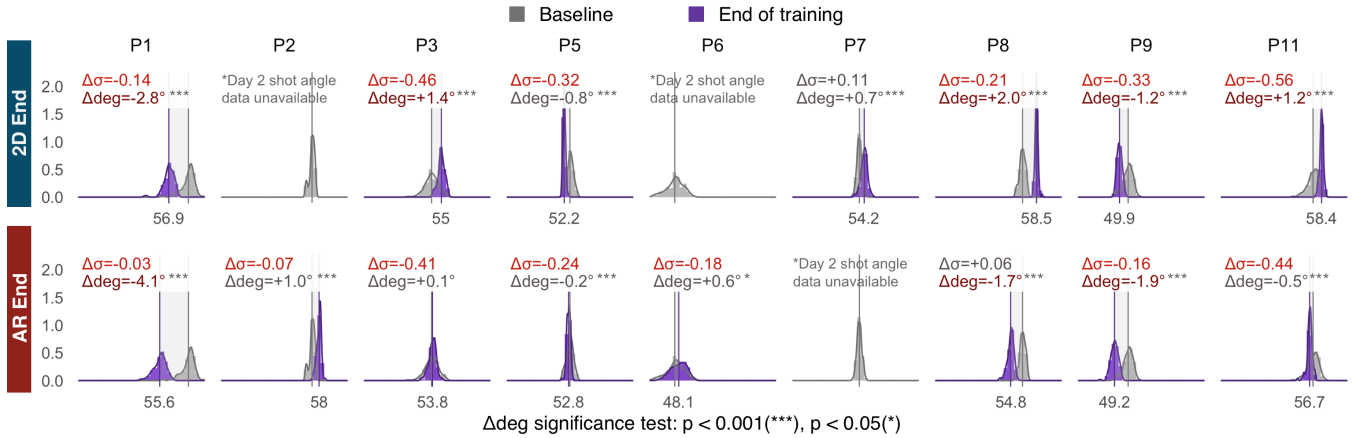 Baseline End of training
P1 P2 P3 P5 P6 P7 P8 P9 P11
2D End
Δσ=-0.14 *Day 2 shot angle Δσ=-0.46 Δσ=-0.32 *Day 2 shot angle Δσ=+0.11 Δσ=-0.21 Δσ=-0.33 Δσ=-0.56
Δdeg=-2.8° *** data unavailable Δdeg=+1.4° *** Δdeg=-0.8° *** data unavailable Δdeg=+0.7° *** Δdeg=+2.0° *** Δdeg=-1.2° *** Δdeg=+1.2° ***
2.0
1.5
1.0
0.5
0.0
56.9 55 52.2 54.2 58.5 49.9 58.4
AR End
Δσ=-0.03 Δσ=-0.07 Δσ=-0.41 Δσ=-0.24 Δσ=-0.18 *Day 2 shot angle Δσ=+0.06 Δσ=-0.16 Δσ=-0.44
Δdeg=-4.1° *** Δdeg=+1.0° *** Δdeg=+0.1° Δdeg=-0.2° *** Δdeg=+0.6° * data unavailable Δdeg=-1.7° *** Δdeg=-1.9° *** Δdeg=-0.5° ***
2.0
1.5
1.0
0.5
0.0
55.6 58 53.8 52.8 48.1 54.8 49.2 56.7
Δdeg significance test: p < 0.001(***), p < 0.05(*)